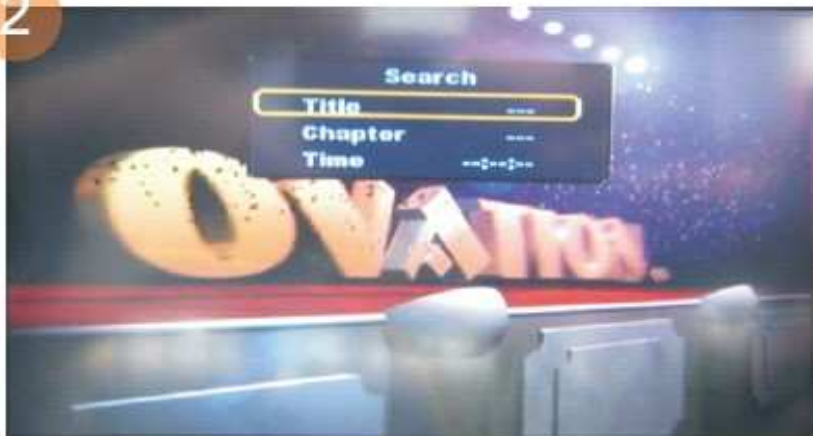 2
Search
Title ---
Chapter ---
Time --:--:--
OVATION